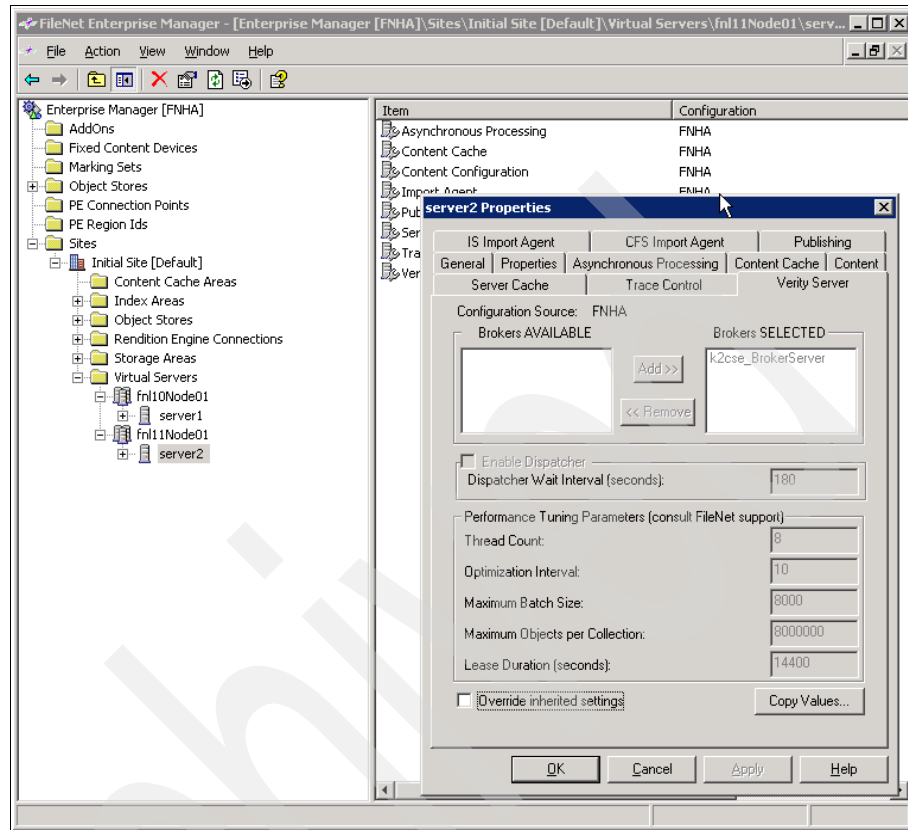 FileNet Enterprise Manager - [Enterprise Manager [FNHA]\Sites\Initial Site [Default]\Virtual Servers\fnl11Node01\serv...
File Action View Window Help
Enterprise Manager [FNHA]
AddOns
Fixed Content Devices
Marking Sets
Object Stores
PE Connection Points
PE Region Ids
Sites
Initial Site [Default]
Content Cache Areas
Index Areas
Object Stores
Rendition Engine Connections
Storage Areas
Virtual Servers
fnl10Node01
server1
fnl11Node01
server2
Item Configuration
Asynchronous Processing FNHA
Content Cache FNHA
Content Configuration FNHA
Import Agent FNHA
Pub
Ser
Tra
Ver
server2 Properties
IS Import Agent CFS Import Agent Publishing
General Properties Asynchronous Processing Content Cache Content
Server Cache Trace Control Verity Server
Configuration Source: FNHA
Brokers AVAILABLE Brokers SELECTED
k2cse_BrokerServer
Add >>
<< Remove
Enable Dispatcher
Dispatcher Wait Interval (seconds): 180
Performance Tuning Parameters (consult FileNet support)
Thread Count: 8
Optimization Interval: 10
Maximum Batch Size: 8000
Maximum Objects per Collection: 8000000
Lease Duration (seconds): 14400
Override inherited settings Copy Values...
OK Cancel Apply Help